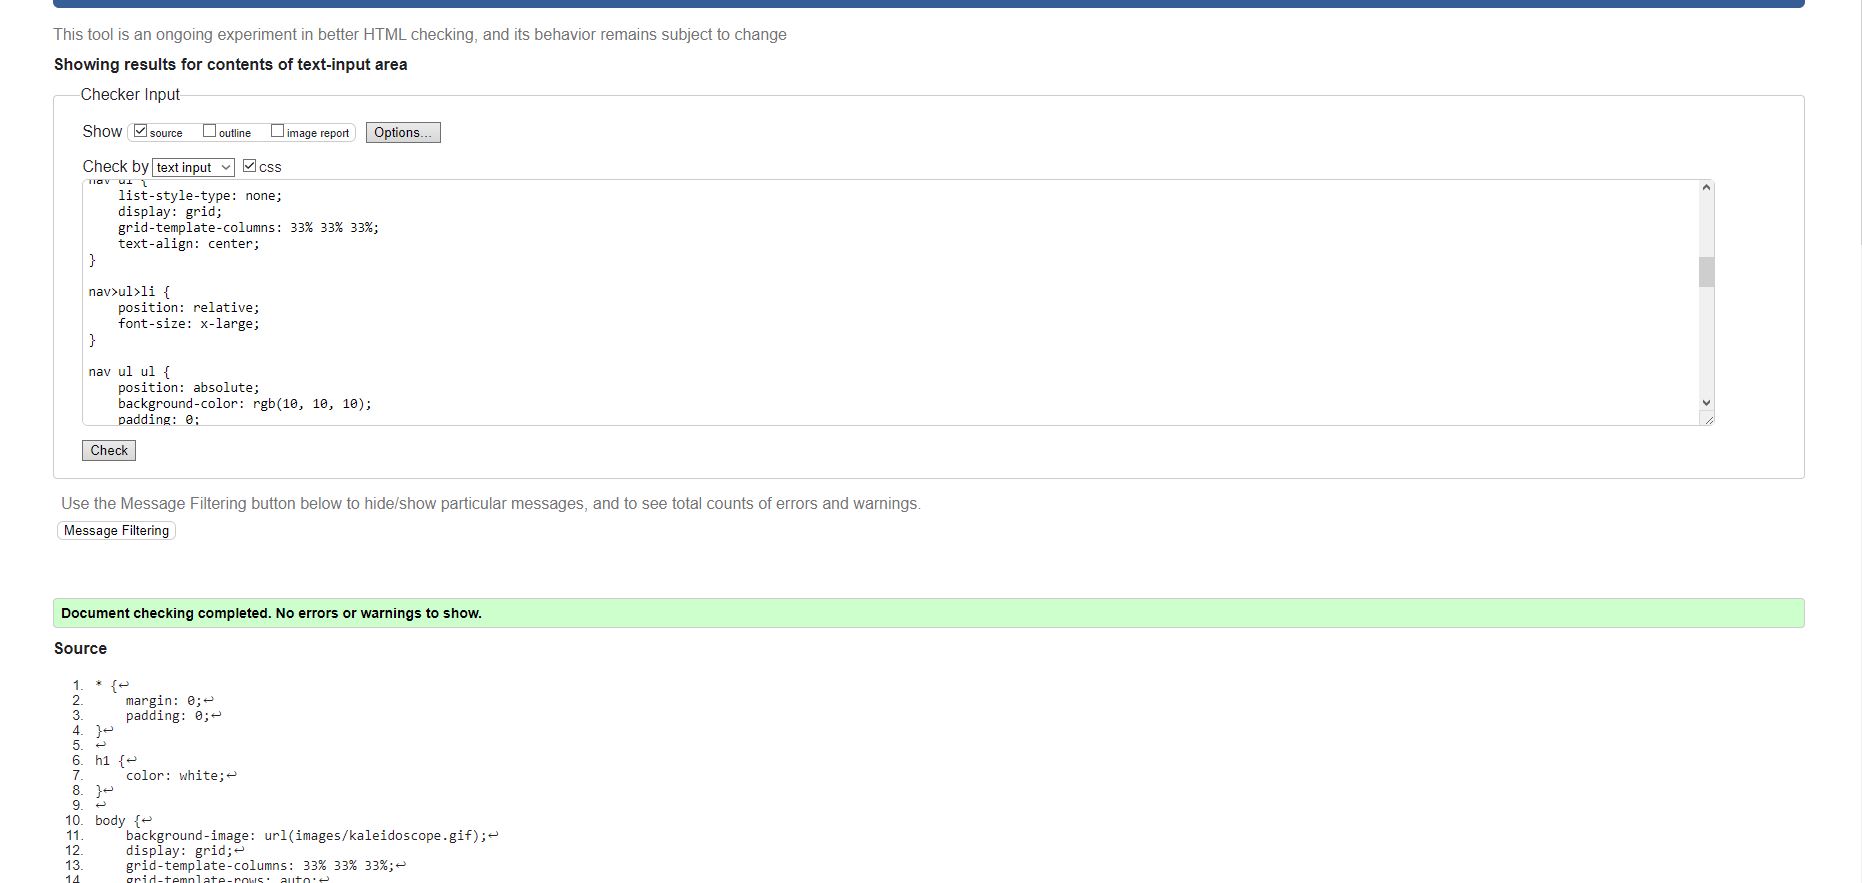 This tool is an ongoing experiment in better HTML checking, and its behavior remains subject to change
Showing results for contents of text-input area
Checker Input
Show source outline image report Options...
Check by text input css
nav ul {
list-style-type: none;
display: grid;
grid-template-columns: 33% 33% 33%;
text-align: center;
}
nav>ul>li {
position: relative;
font-size: x-large;
}
nav ul ul {
position: absolute;
background-color: rgb(10, 10, 10);
padding: 0;
Check
Use the Message Filtering button below to hide/show particular messages, and to see total counts of errors and warnings.
Message Filtering
Document checking completed. No errors or warnings to show.
Source
1. * {↩
2. margin: 0;↩
3. padding: 0;↩
4. }↩
5. ↩
6. h1 {↩
7. color: white;↩
8. }↩
9. ↩
10. body {↩
11. background-image: url(images/kaleidoscope.gif);↩
12. display: grid;↩
13. grid-template-columns: 33% 33% 33%;↩
14. grid-template-rows: auto;↩